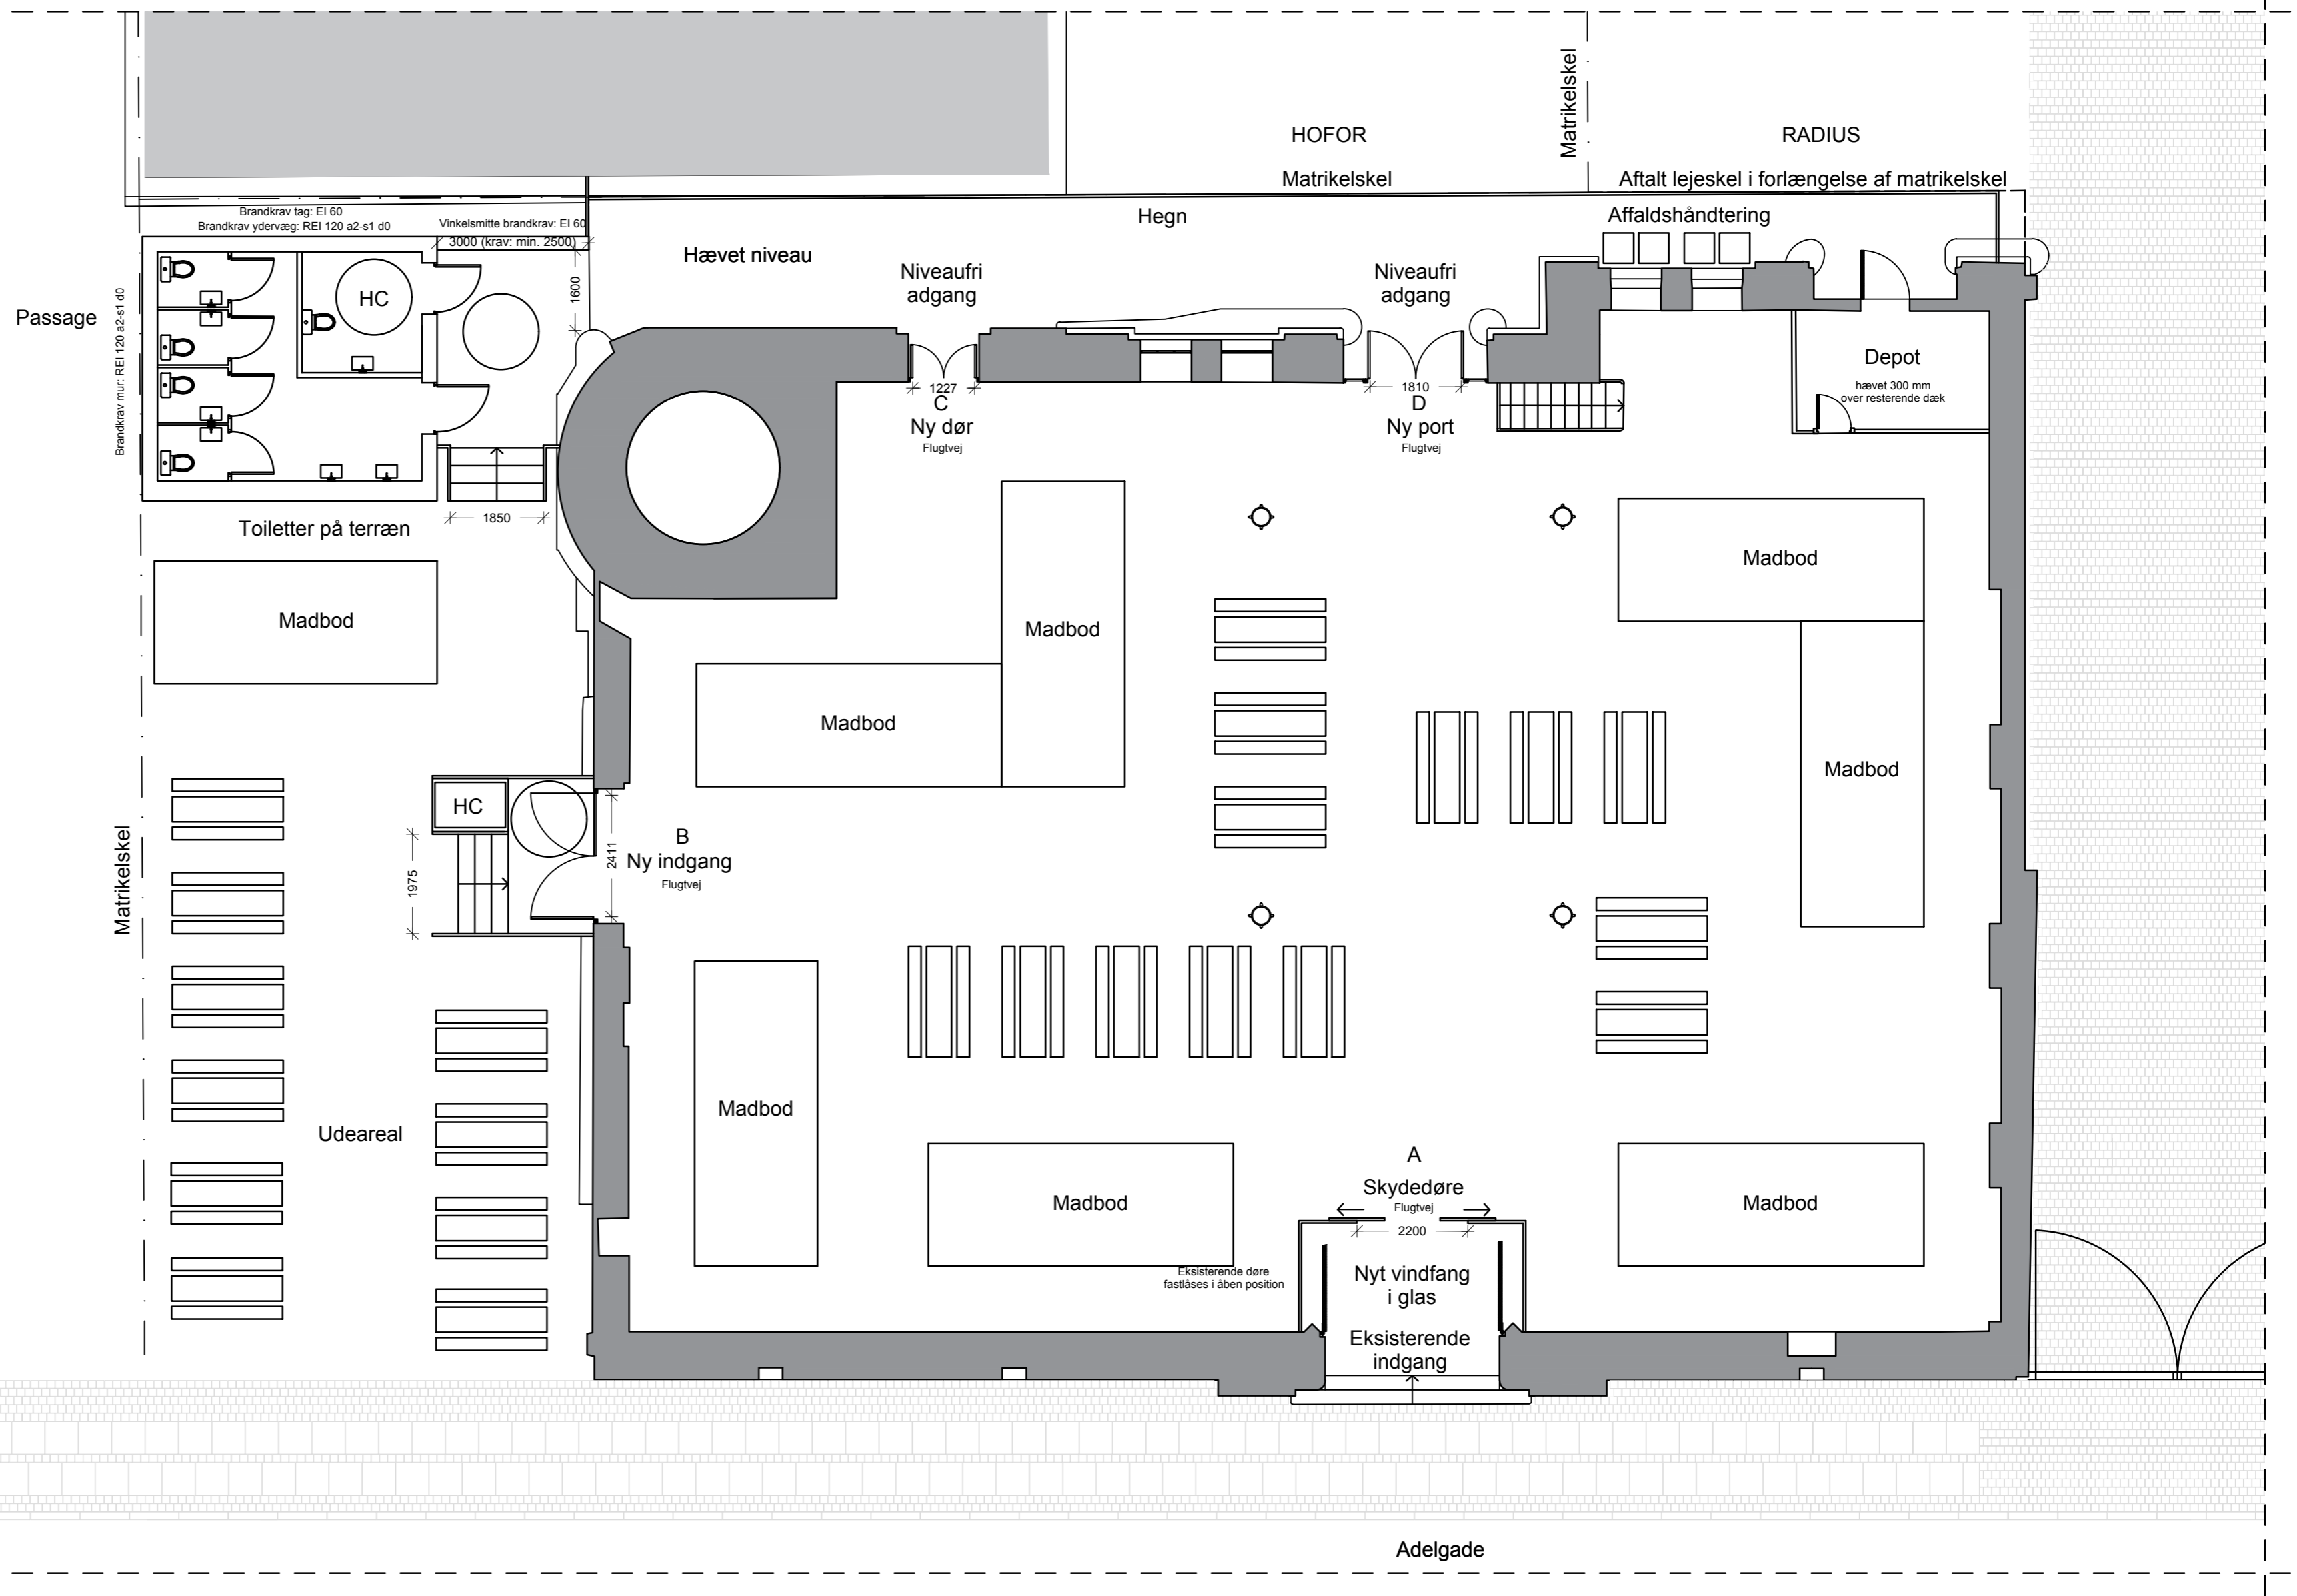 HOFOR
RADIUS
Matrikelskel
Matrikelskel
Aftalt lejeskel i forlængelse af matrikelskel
Brandkrav tag: EI 60
Brandkrav ydervæg: REI 120 a2-s1 d0
Vinkelsmitte brandkrav: EI 60
3000 (krav: min. 2500)
Hegn
Affaldshåndtering
Hævet niveau
Niveaufri
adgang
Niveaufri
adgang
1600
HC
Passage
Brandkrav mur: REI 120 a2-s1 d0
Depot
hævet 300 mm
over resterende dæk
1227
C
Ny dør
Flugtvej
1810
D
Ny port
Flugtvej
1850
Toiletter på terræn
Madbod
Madbod
Madbod
Madbod
Madbod
HC
1975
2411
B
Ny indgang
Flugtvej
Matrikelskel
Madbod
Udeareal
Madbod
Madbod
A
Skydedøre
Flugtvej
2200
Eksisterende døre
fastlåses i åben position
Nyt vindfang
i glas
Eksisterende
indgang
Adelgade